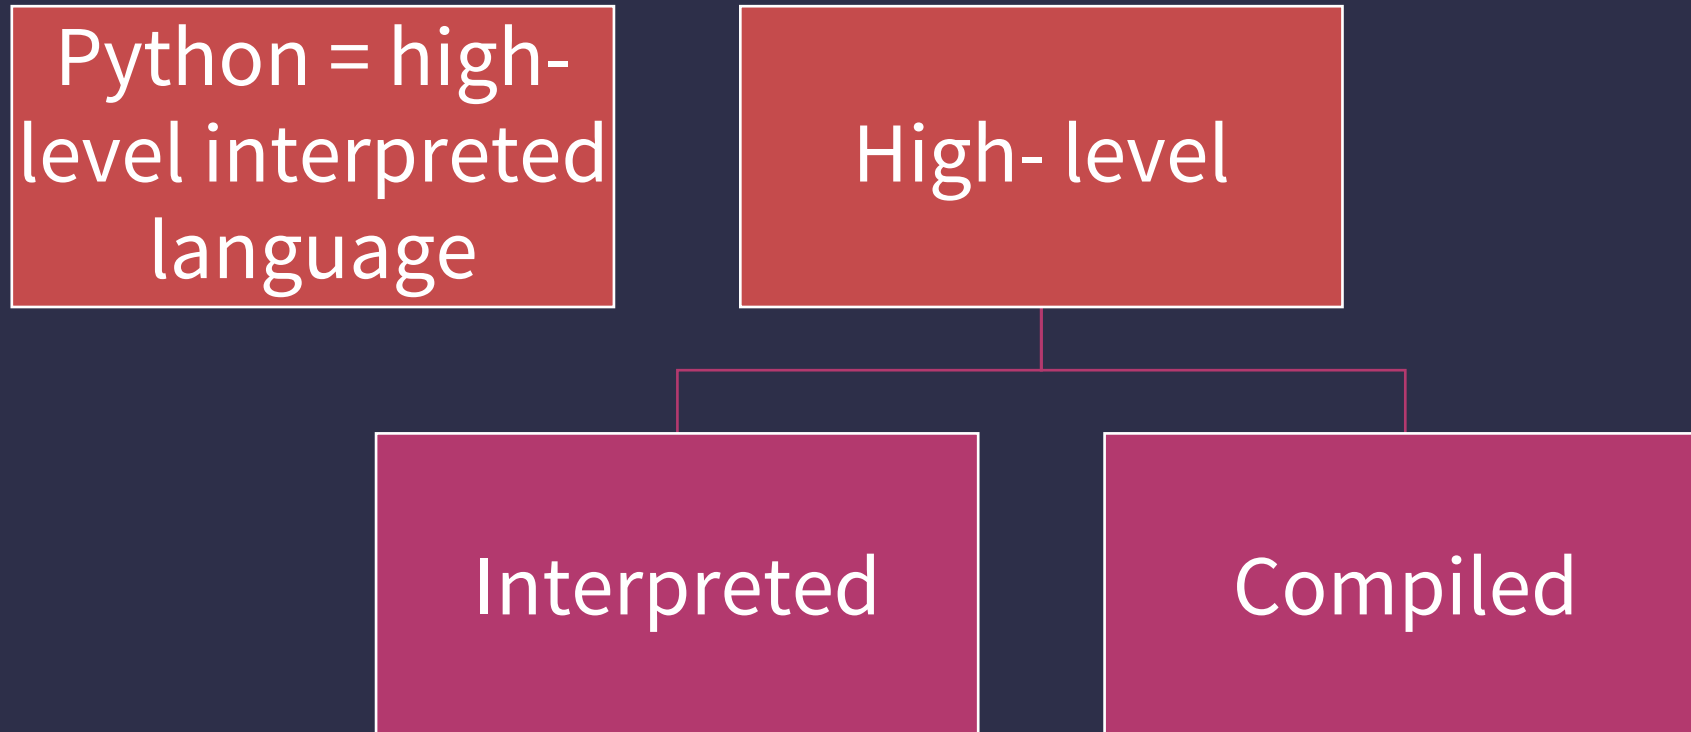 Python = high-
level interpreted
language
High- level
Interpreted
Compiled